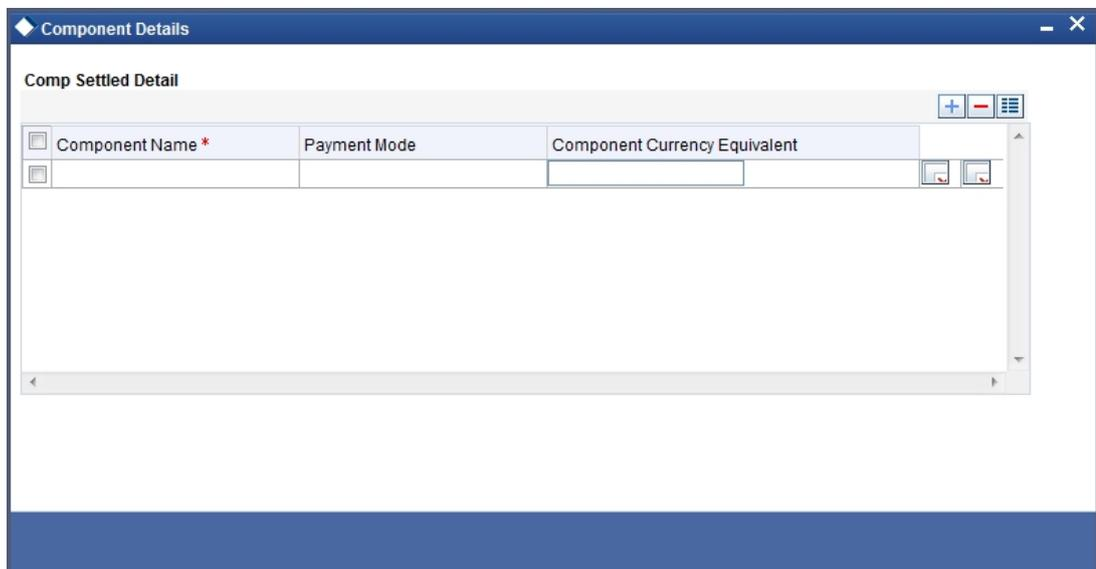 Component Details
Comp Settled Detail
Component Name * Payment Mode Component Currency Equivalent